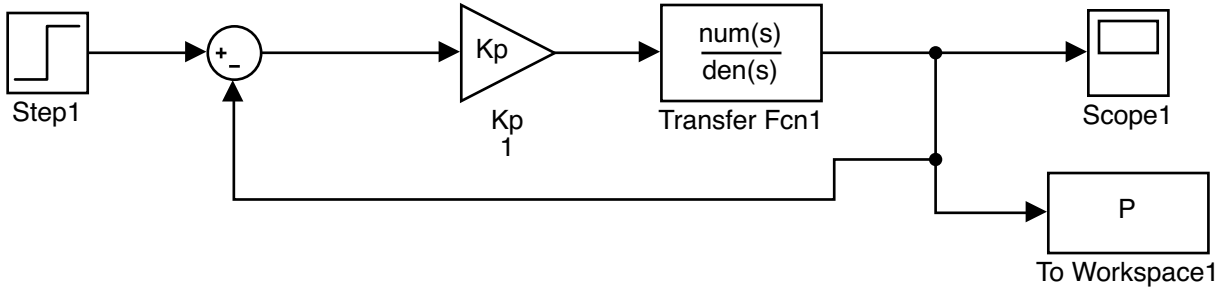 Step1
+
−
Kp
Kp
1
num(s)
den(s)
Transfer Fcn1
Scope1
P
To Workspace1